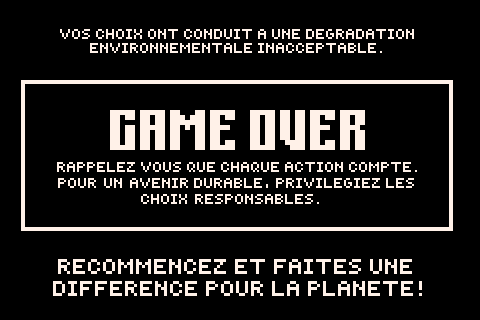 VOS CHOIX ONT CONDUIT A UNE DEGRADATION
ENVIRONNEMENTALE INACCEPTABLE.
GAME OVER
RAPPELEZ VOUS QUE CHAQUE ACTION COMPTE.
POUR UN AVENIR DURABLE, PRIVILEGIEZ LES
CHOIX RESPONSABLES.
RECOMMENCEZ ET FAITES UNE
DIFFERENCE POUR LA PLANETE!